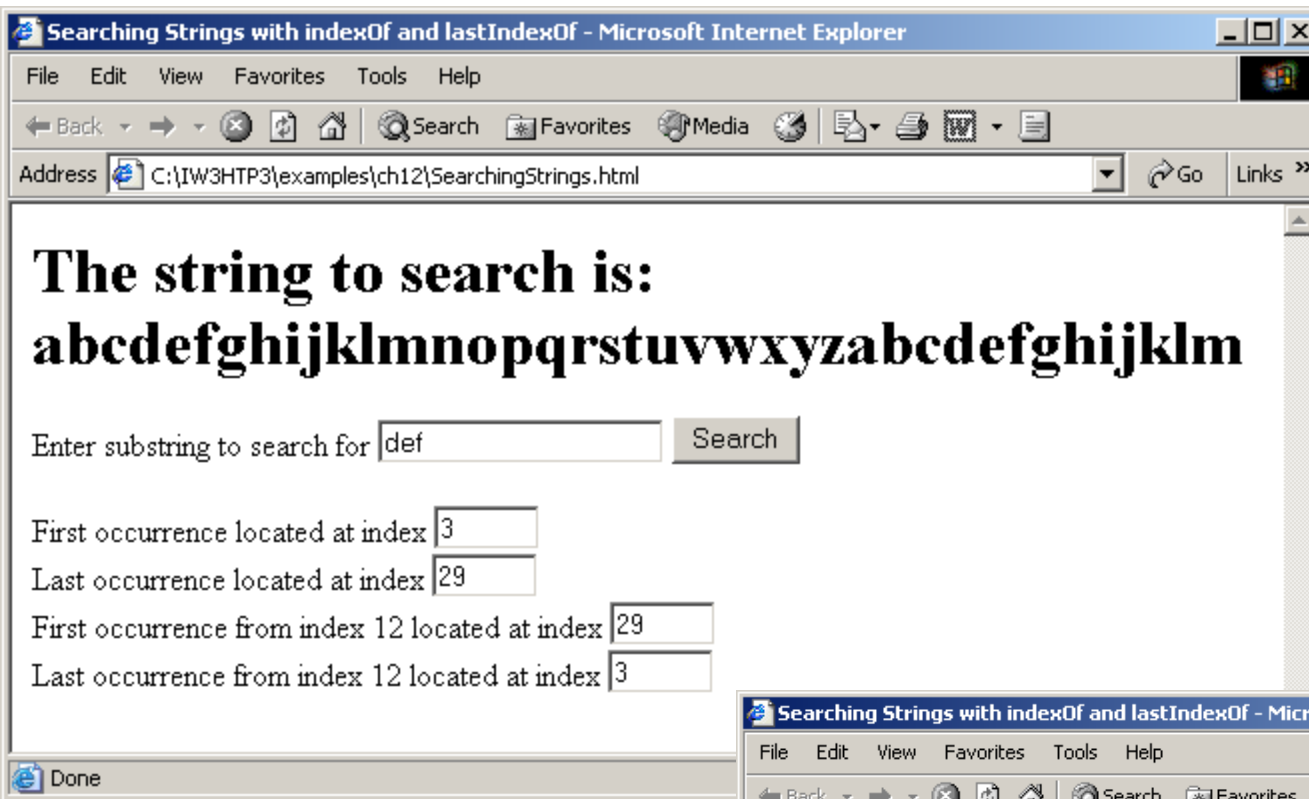 Searching Strings with indexOf and lastIndexOf - Microsoft Internet Explorer
File Edit View Favorites Tools Help
Back Search Favorites Media
Address C:\IW3HTP3\examples\ch12\SearchingStrings.html Go Links »
The string to search is:
abcdefghijklmnopqrstuvwxyzabcdefghijklm
Enter substring to search for def Search
First occurrence located at index 3
Last occurrence located at index 29
First occurrence from index 12 located at index 29
Last occurrence from index 12 located at index 3
Done
Searching Strings with indexOf and lastIndexOf - Micr
File Edit View Favorites Tools Help
Back Search Favorites